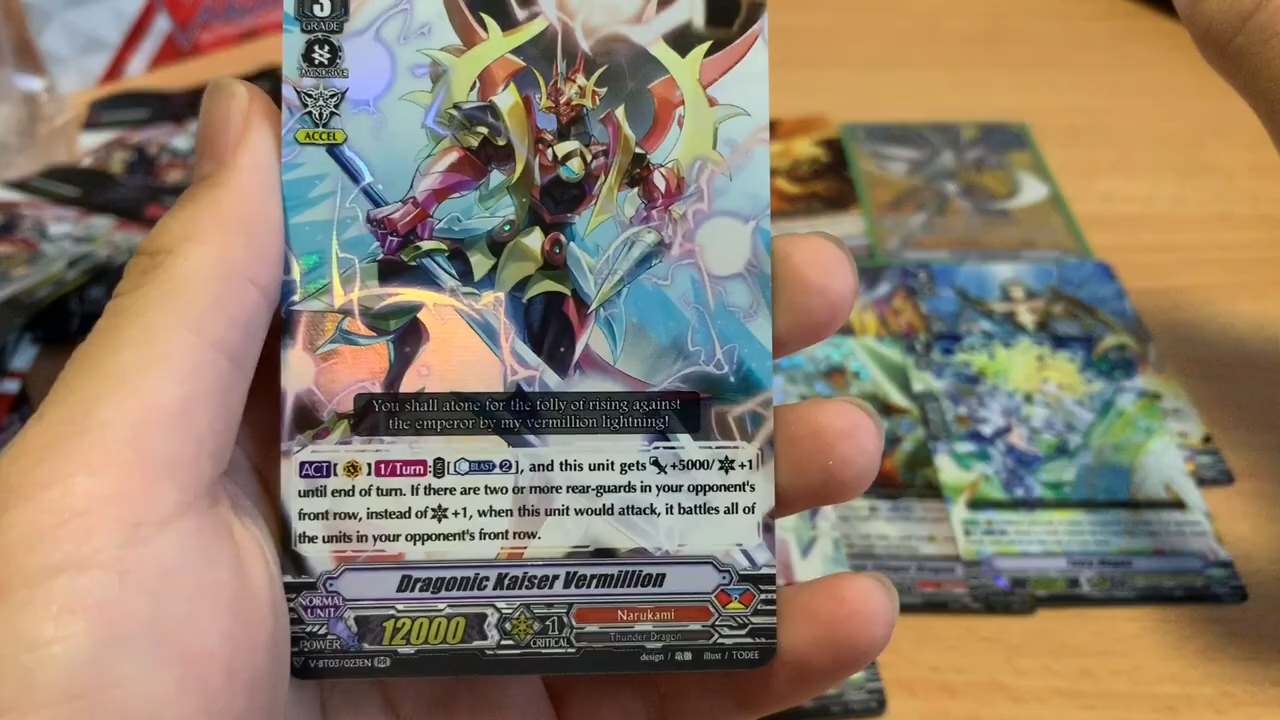 3
GRADE
TWINDRIVE
ACCEL
You shall atone for the folly of rising against
the emperor by my vermillion lightning!
ACT【 】1/Turn:COST[ BLAST 2], and this unit gets +5000/ +1
until end of turn. If there are two or more rear-guards in your opponent's
front row, instead of +1, when this unit would attack, it battles all of
the units in your opponent's front row.
Dragonic Kaiser Vermillion
NORMAL
UNIT
POWER
12000
1
CRITICAL
Narukami
Thunder Dragon
V-BT03/023EN RR
design / 竜徹 illust / TODEE